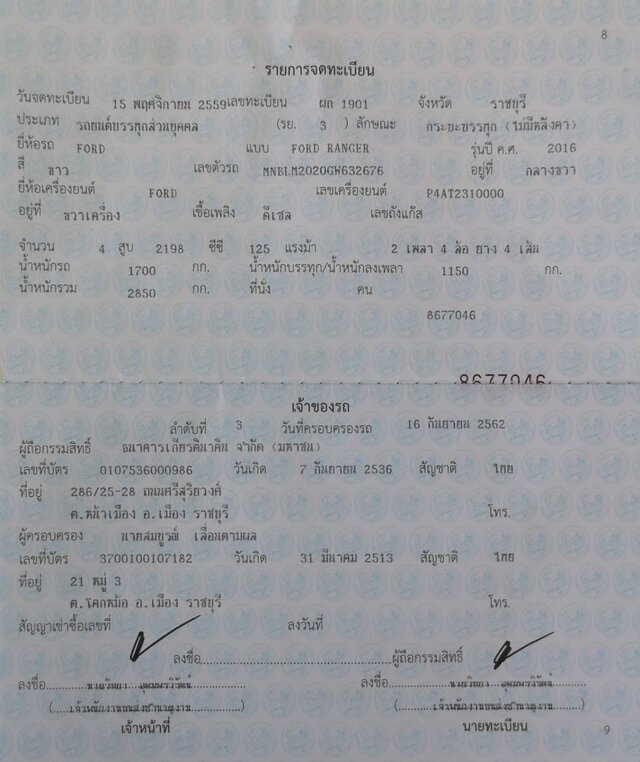 8
รายการจดทะเบียน
วันจดทะเบียน 15 พฤศจิกายน 2559 เลขทะเบียน ผก 1901 จังหวัด ราชบุรี
ประเภท รถยนต์บรรทุกส่วนบุคคล (รย. 3 ) ลักษณะ กระบะบรรทุก (ไม่มีหลังคา)
ยี่ห้อรถ FORD แบบ FORD RANGER รุ่นปี ค.ศ. 2016
สี ขาว เลขตัวรถ MNBLM2020GW632676 อยู่ที่ กลางขวา
ยี่ห้อเครื่องยนต์ FORD เลขเครื่องยนต์ P4AT2310000
อยู่ที่ ขวาเครื่อง เชื้อเพลิง ดีเซล เลขถังแก๊ส
จำนวน 4 สูบ 2198 ซีซี 125 แรงม้า 2 เพลา 4 ล้อ ยาง 4 เส้น
น้ำหนักรถ 1700 กก. น้ำหนักบรรทุก/น้ำหนักลงเพลา 1150 กก.
น้ำหนักรวม 2850 กก. ที่นั่ง คน
8677046
8677046
เจ้าของรถ
ลำดับที่ 3 วันที่ครอบครองรถ 16 กันยายน 2562
ผู้ถือกรรมสิทธิ์ ธนาคารเกียรตินาคิน จำกัด (มหาชน)
เลขที่บัตร 0107536000986 วันเกิด 7 กันยายน 2536 สัญชาติ ไทย
ที่อยู่ 286/25-28 ถนนศรีสุริยวงศ์
ต.หน้าเมือง อ.เมือง ราชบุรี โทร.
ผู้ครอบครอง นายสมบูรณ์ เลื่อนตามผล
เลขที่บัตร 3700100107182 วันเกิด 31 มีนาคม 2513 สัญชาติ ไทย
ที่อยู่ 21 หมู่ 3
ต.โคกหม้อ อ.เมือง ราชบุรี โทร.
สัญญาเช่าซื้อเลขที่ ลงวันที่
ลงชื่อ ผู้ถือกรรมสิทธิ์
ลงชื่อ ลงชื่อ
เจ้าหน้าที่ นายทะเบียน
9